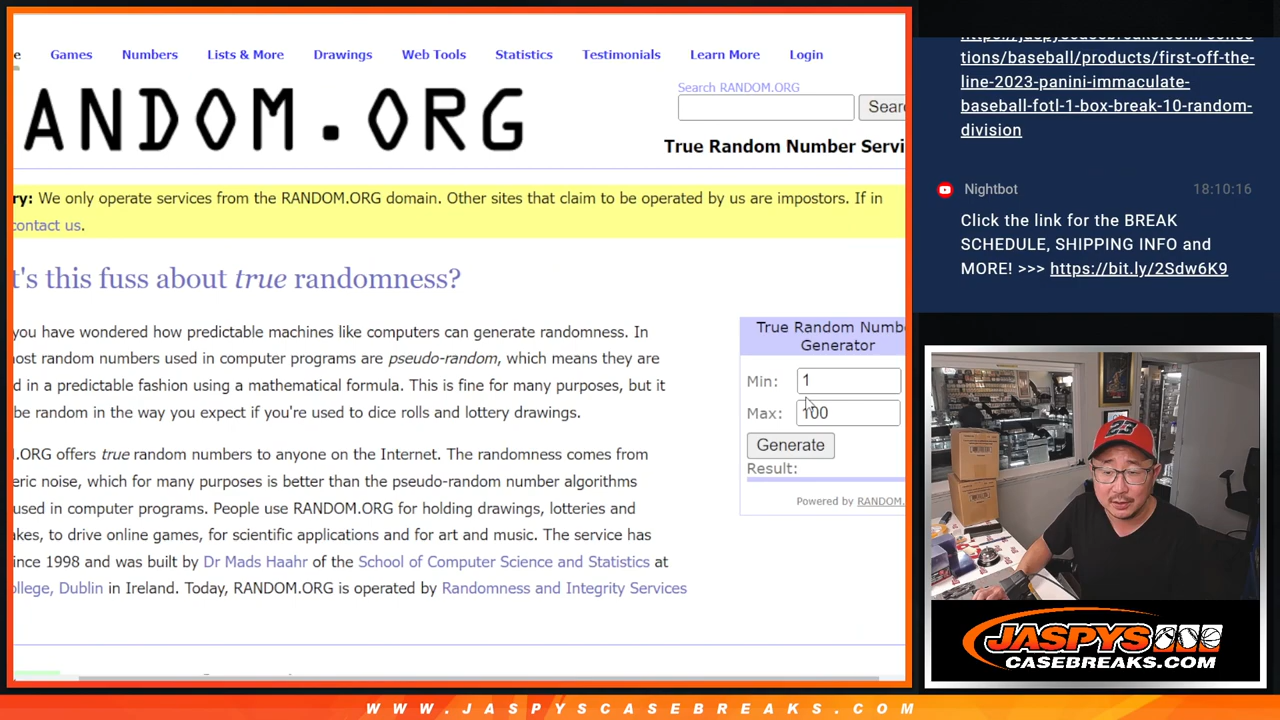 e Games Numbers Lists & More Drawings Web Tools Statistics Testimonials Learn More Login
ANDOM.ORG
Search RANDOM.ORG
Sear
True Random Number Servi
ry: We only operate services from the RANDOM.ORG domain. Other sites that claim to be operated by us are impostors. If in
contact us.
t's this fuss about true randomness?
you have wondered how predictable machines like computers can generate randomness. In
ost random numbers used in computer programs are pseudo-random, which means they are
d in a predictable fashion using a mathematical formula. This is fine for many purposes, but it
be random in the way you expect if you're used to dice rolls and lottery drawings.
.ORG offers true random numbers to anyone on the Internet. The randomness comes from
eric noise, which for many purposes is better than the pseudo-random number algorithms
used in computer programs. People use RANDOM.ORG for holding drawings, lotteries and
akes, to drive online games, for scientific applications and for art and music. The service has
ince 1998 and was built by Dr Mads Haahr of the School of Computer Science and Statistics at
ollege, Dublin in Ireland. Today, RANDOM.ORG is operated by Randomness and Integrity Services
True Random Numb
Generator
Min: 1
Max: 100
Generate
Result:
Powered by RANDOM.
https://jaspyscasebreaks.com/collec
tions/baseball/products/first-off-the-
line-2023-panini-immaculate-
baseball-fotl-1-box-break-10-random-
division
Nightbot 18:10:16
Click the link for the BREAK
SCHEDULE, SHIPPING INFO and
MORE! >>> https://bit.ly/2Sdw6K9
23
JASPYS
CASEBREAKS.COM
WWW.JASPYSCASEBREAKS.COM